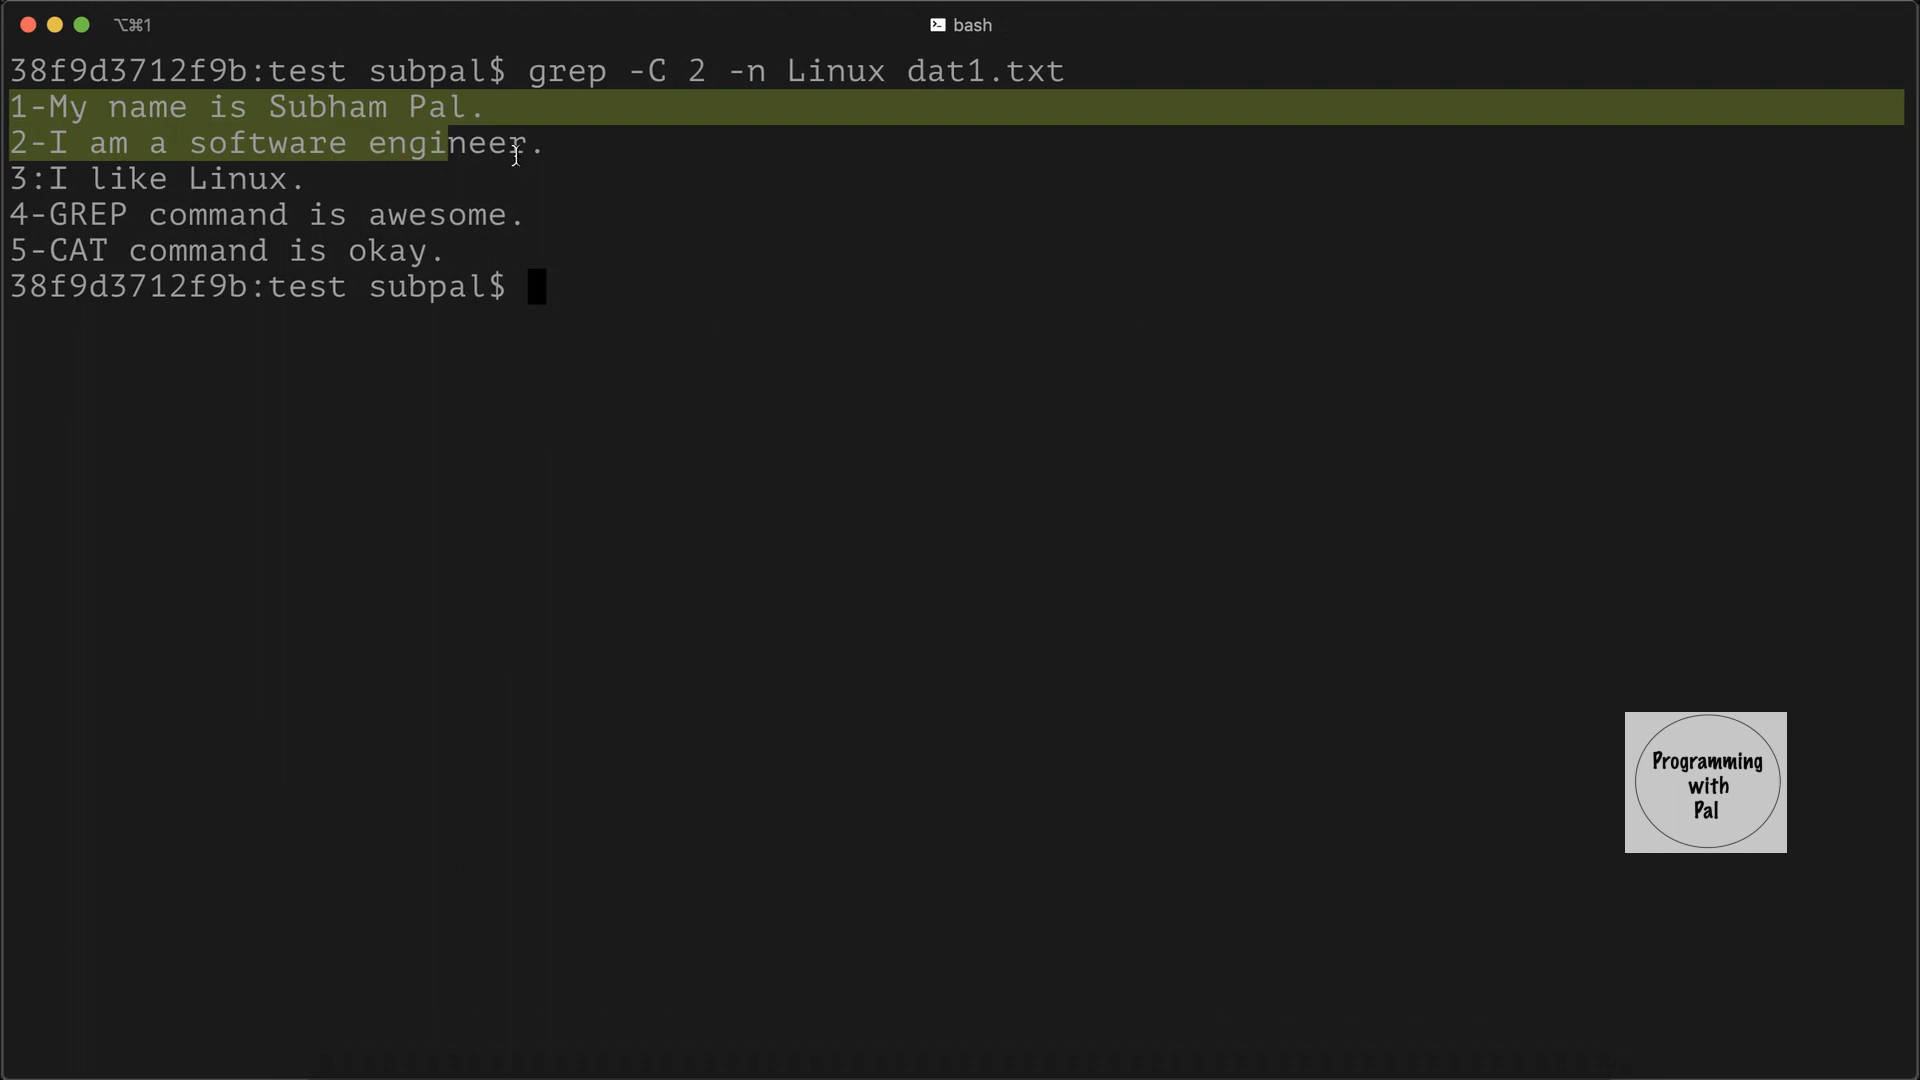 ⌥⌘1
bash
38f9d3712f9b:test subpal$ grep -C 2 -n Linux dat1.txt
1-My name is Subham Pal.
2-I am a software engineer.
3:I like Linux.
4-GREP command is awesome.
5-CAT command is okay.
38f9d3712f9b:test subpal$
Programming
with
Pal